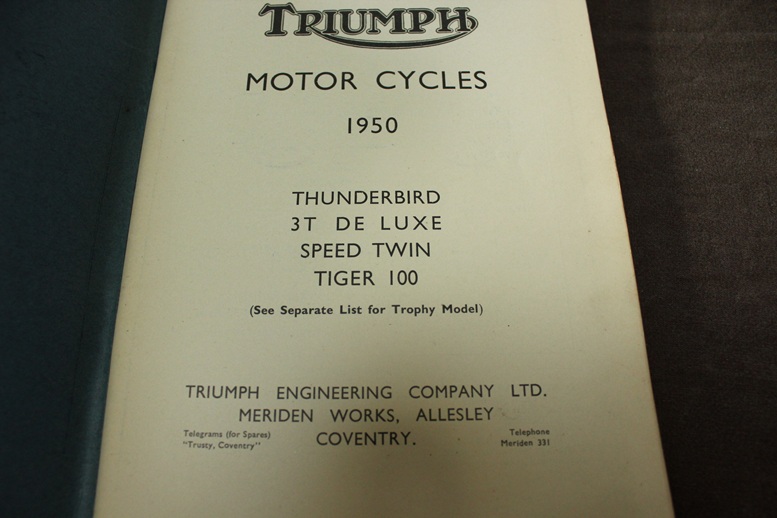 TRIUMPH
MOTOR CYCLES
1950
THUNDERBIRD
3T DE LUXE
SPEED TWIN
TIGER 100
(See Separate List for Trophy Model)
TRIUMPH ENGINEERING COMPANY LTD.
MERIDEN WORKS, ALLESLEY
COVENTRY.
Telegrams (for Spares)
"Trusty, Coventry"
Telephone
Meriden 331